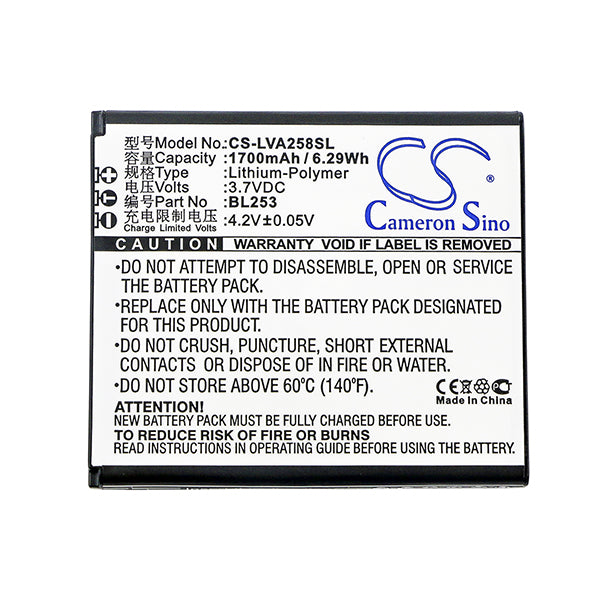 型号Model No.:CS-LVA258SL
容量Capacity :1700mAh / 6.29Wh
规格Type :Lithium-Polymer
电压Volts :3.7VDC
编号Part No. :BL253
充电限制电压 :4.2V±0.05V
Charge Limited Volts
CS
Cameron Sino
CAUTION WARRANTY VOID IF LABEL IS REMOVED
•DO NOT ATTEMPT TO DISASSEMBLE, OPEN OR SERVICE
THE BATTERY PACK.
•REPLACE ONLY WITH THE BATTERY PACK DESIGNATED
FOR YOUR PRODUCT.
•DO NOT CRUSH, PUNCTURE, SHORT EXTERNAL
CONTACTS OR DISPOSE OF IN FIRE OR WATER.
•DO NOT STORE ABOVE 60℃ (140℉).
CE
Made In China
ATTENTION!
NEW BATTERY PACK MUST BE FULL-CHARGED BEFORE USE.
TO AVOID RISK OF FIRE OR BURNS
READ INSTRUCTIONS IN OPERATING GUIDE BEFORE USING BATTERY.